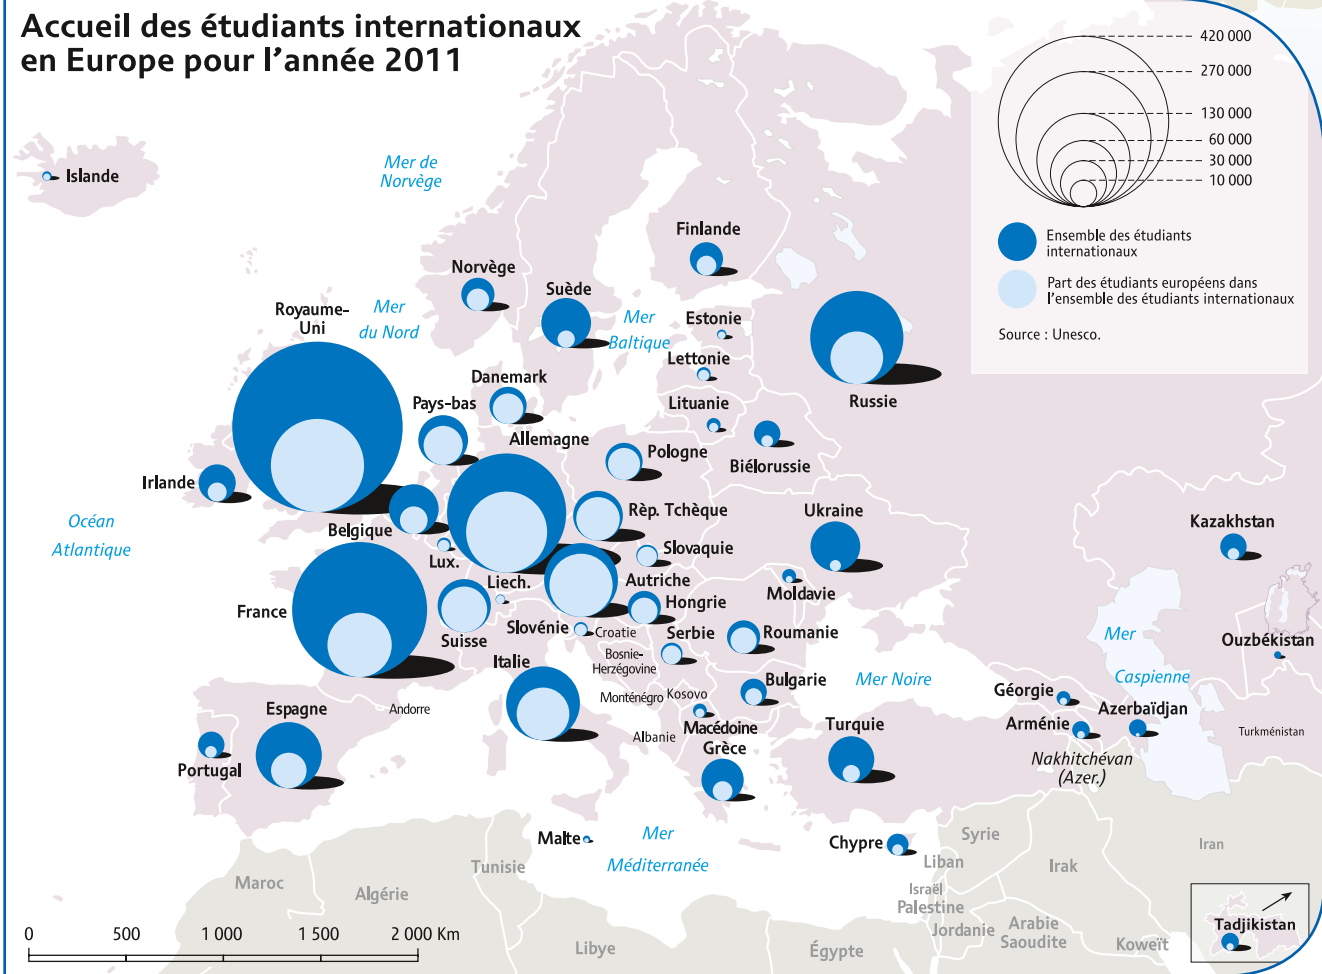 Accueil des étudiants internationaux
en Europe pour l'année 2011
420 000
270 000
130 000
60 000
30 000
10 000
Ensemble des étudiants
internationaux
Part des étudiants européens dans
l'ensemble des étudiants internationaux
Source : Unesco.
Islande
Mer de
Norvège
Finlande
Norvège
Suède
Royaume-
Uni
Mer
du Nord
Mer
Baltique
Estonie
Lettonie
Danemark
Russie
Pays-bas
Lituanie
Allemagne
Pologne
Biélorussie
Irlande
Océan
Atlantique
Belgique
Rèp. Tchèque
Ukraine
Kazakhstan
Lux.
Slovaquie
Liech.
Autriche
Moldavie
France
Hongrie
Suisse
Slovénie
Croatie
Serbie
Roumanie
Mer
Caspienne
Ouzbékistan
Italie
Bosnie-
Herzégovine
Monténégro
Kosovo
Bulgarie
Mer Noire
Géorgie
Azerbaïdjan
Espagne
Andorre
Albanie
Macédoine
Grèce
Turquie
Arménie
Turkménistan
Nakhitchévan
(Azer.)
Portugal
Malte
Mer
Méditerranée
Chypre
Syrie
Liban
Irak
Iran
Tunisie
Maroc
Algérie
Israël
Palestine
Jordanie
Arabie
Saoudite
Koweït
Tadjikistan
Libye
Égypte
0
500
1 000
1 500
2 000 Km